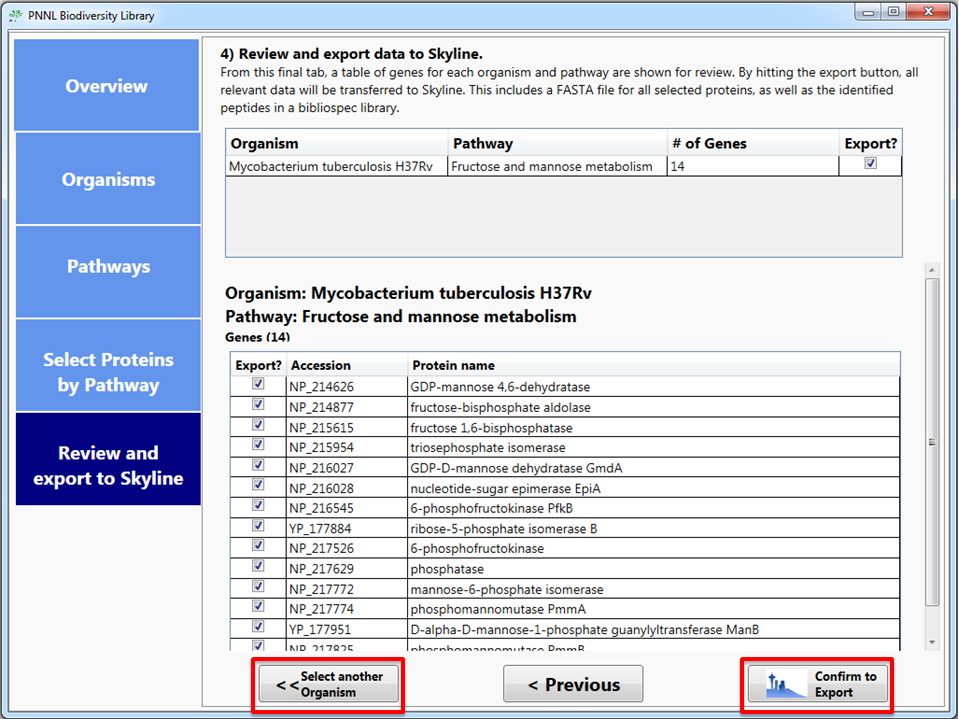 PNNL Biodiversity Library
Overview
Organisms
Pathways
Select Proteins
by Pathway
Review and
export to Skyline
4) Review and export data to Skyline.
From this final tab, a table of genes for each organism and pathway are shown for review. By hitting the export button, all
relevant data will be transferred to Skyline. This includes a FASTA file for all selected proteins, as well as the identified
peptides in a bibliospec library.
Organism Pathway # of Genes Export?
Mycobacterium tuberculosis H37Rv Fructose and mannose metabolism 14
Organism: Mycobacterium tuberculosis H37Rv
Pathway: Fructose and mannose metabolism
Genes (14)
Export? Accession Protein name
NP_214626 GDP-mannose 4,6-dehydratase
NP_214877 fructose-bisphosphate aldolase
NP_215615 fructose 1,6-bisphosphatase
NP_215954 triosephosphate isomerase
NP_216027 GDP-D-mannose dehydratase GmdA
NP_216028 nucleotide-sugar epimerase EpiA
NP_216545 6-phosphofructokinase PfkB
YP_177884 ribose-5-phosphate isomerase B
NP_217526 6-phosphofructokinase
NP_217629 phosphatase
NP_217772 mannose-6-phosphate isomerase
NP_217774 phosphomannomutase PmmA
YP_177951 D-alpha-D-mannose-1-phosphate guanylyltransferase ManB
NP_217825 phosphomannomutase PmmB
<< Select another
Organism
< Previous
Confirm to
Export